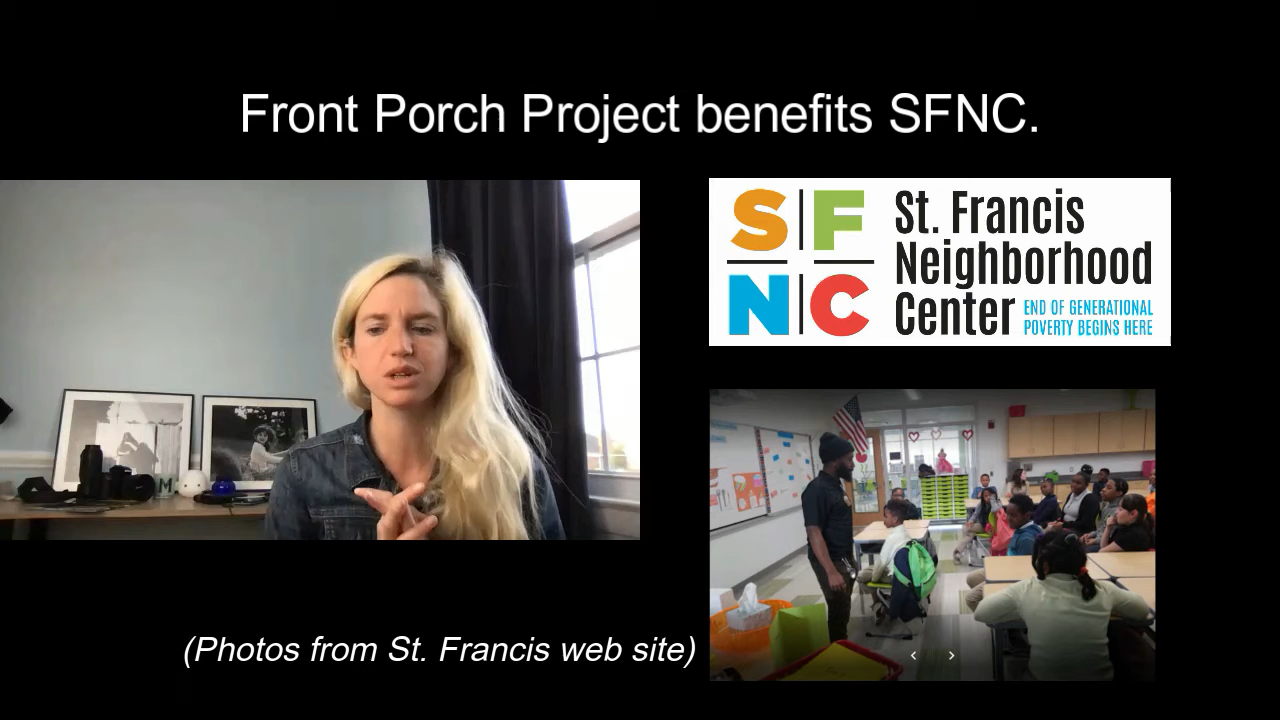 Front Porch Project benefits SFNC.
S F
N C
St. Francis
Neighborhood
Center
END OF GENERATIONAL
POVERTY BEGINS HERE
M
(Photos from St. Francis web site)